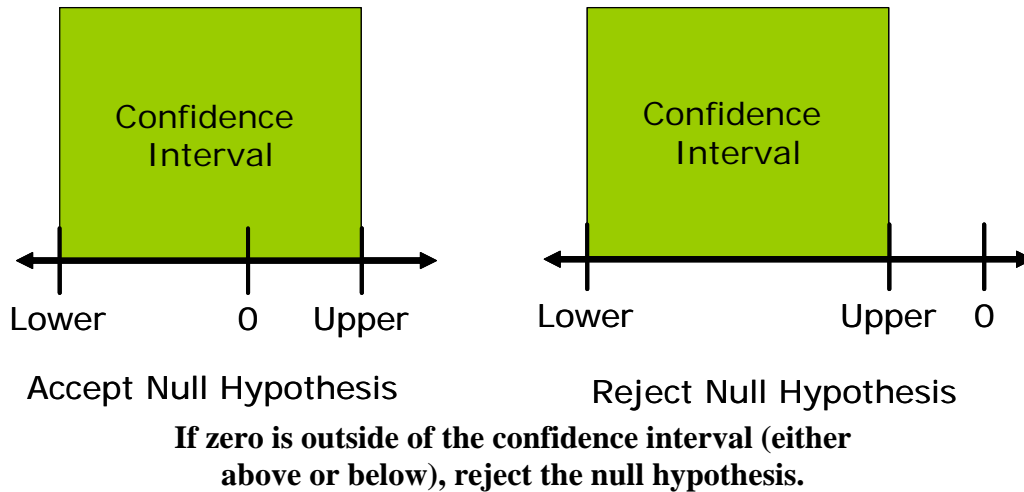 Confidence
Interval
Lower
0
Upper
Accept Null Hypothesis
Confidence
Interval
Lower
Upper
0
Reject Null Hypothesis
If zero is outside of the confidence interval (either
above or below), reject the null hypothesis.